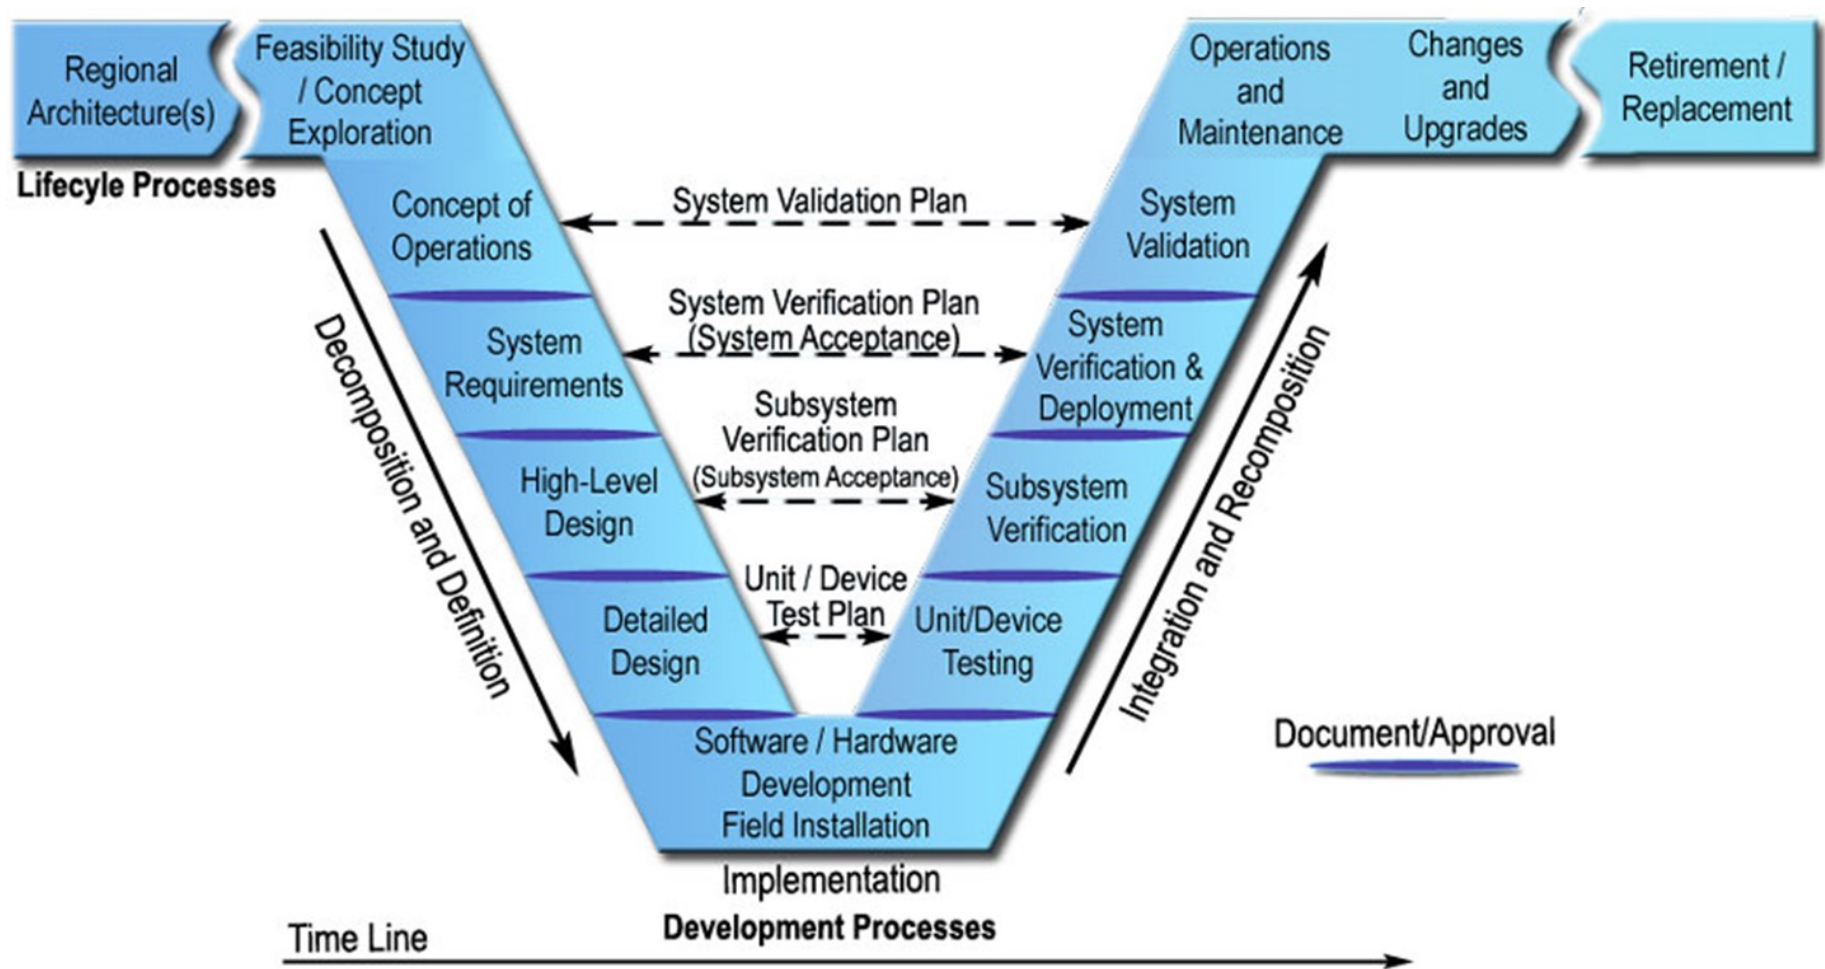 Regional
Architecture(s)
Feasibility Study
/ Concept
Exploration
Operations
and
Maintenance
Changes
and
Upgrades
Retirement /
Replacement
Lifecyle Processes
Concept of
Operations
System Validation Plan
System
Validation
System Verification Plan
(System Acceptance)
System
Requirements
System
Verification &
Deployment
Subsystem
Verification Plan
(Subsystem Acceptance)
High-Level
Design
Subsystem
Verification
Unit / Device
Test Plan
Detailed
Design
Unit/Device
Testing
Decomposition and Definition
Integration and Recomposition
Software / Hardware
Development
Field Installation
Document/Approval
Implementation
Development Processes
Time Line